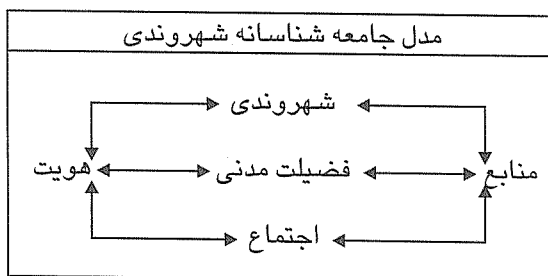 مدل جامعه شناسانه شهروندی
شهروندی
منابع فضیلت مدنی هویت
اجتماع